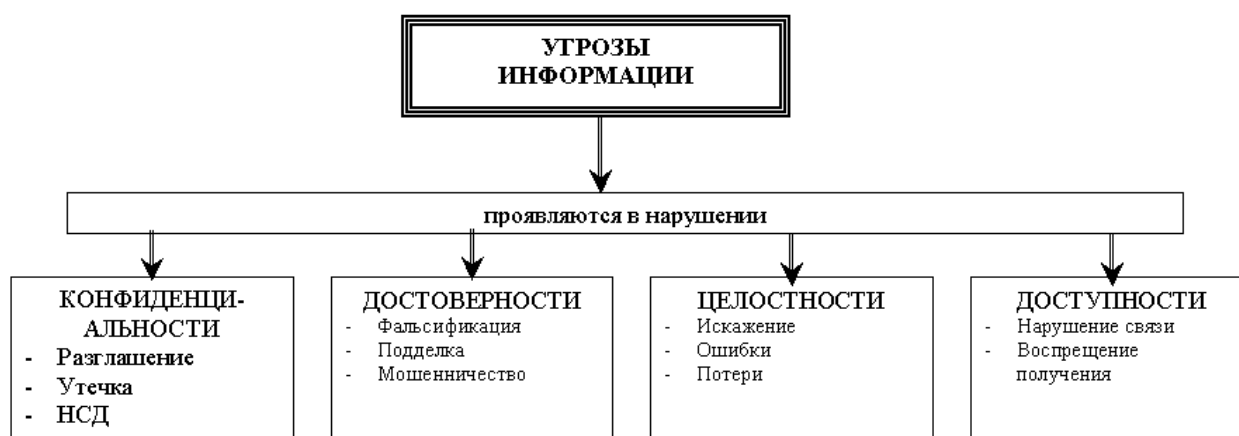 УГРОЗЫ
ИНФОРМАЦИИ
проявляются в нарушении
КОНФИДЕНЦИ-
АЛЬНОСТИ
- Разглашение
- Утечка
- НСД
ДОСТОВЕРНОСТИ
- Фальсификация
- Подделка
- Мошенничество
ЦЕЛОСТНОСТИ
- Искажение
- Ошибки
- Потери
ДОСТУПНОСТИ
- Нарушение связи
- Воспрещение
получения